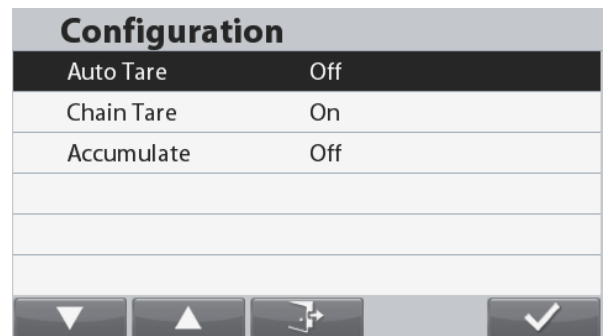 Configuration
Auto Tare Off
Chain Tare On
Accumulate Off